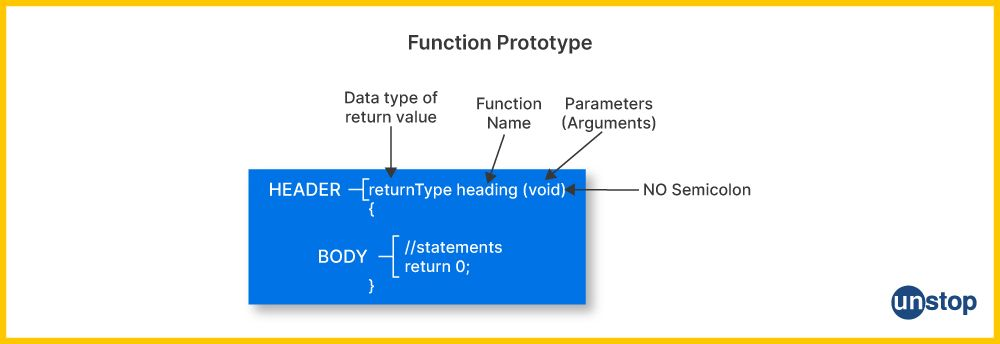 Function Prototype
Data type of
return value
Function
Name
Parameters
(Arguments)
HEADER
returnType heading (void)
NO Semicolon
{
BODY
//statements
return 0;
}
unstop